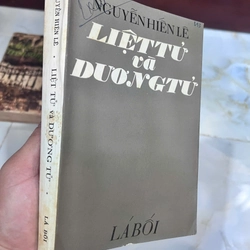 NGUYỄN HIẾN LÊ
LIỆT TỬ
và
DƯƠNG TỬ
LÁ BỐI
NGUYỄN HIẾN LÊ • LIỆT TỬ VÀ DƯƠNG TỬ • LÁ BỐI